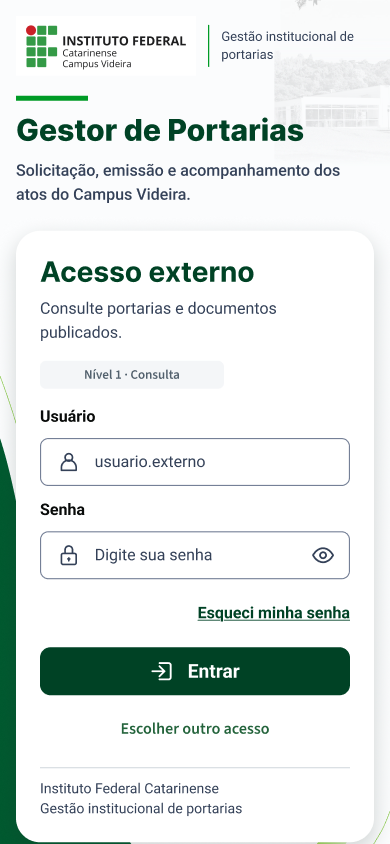 INSTITUTO FEDERAL
Catarinense
Campus Videira
Gestão institucional de
portarias
Gestor de Portarias
Solicitação, emissão e acompanhamento dos
atos do Campus Videira.
Acesso externo
Consulte portarias e documentos
publicados.
Nível 1 · Consulta
Usuário
usuario.externo
Senha
Digite sua senha
Esqueci minha senha
Entrar
Escolher outro acesso
Instituto Federal Catarinense
Gestão institucional de portarias